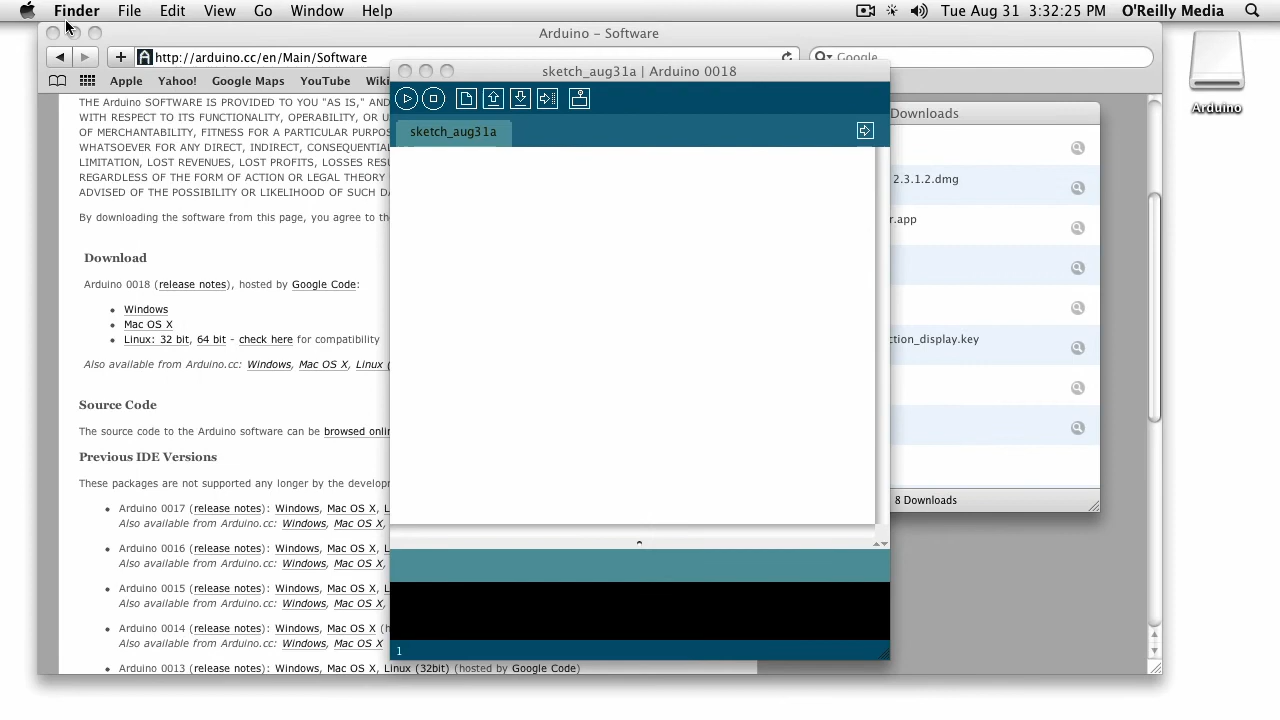 Finder File Edit View Go Window Help Tue Aug 31 3:32:25 PM O'Reilly Media
Arduino – Software
http://arduino.cc/en/Main/Software
Google
Apple Yahoo! Google Maps YouTube Wiki
Arduino
sketch_aug31a | Arduino 0018
sketch_aug31a
1
THE Arduino SOFTWARE IS PROVIDED TO YOU "AS IS," AND
WITH RESPECT TO ITS FUNCTIONALITY, OPERABILITY, OR U
OF MERCHANTABILITY, FITNESS FOR A PARTICULAR PURPOS
WHATSOEVER FOR ANY DIRECT, INDIRECT, CONSEQUENTIAL
LIMITATION, LOST REVENUES, LOST PROFITS, LOSSES RESU
REGARDLESS OF THE FORM OF ACTION OR LEGAL THEORY
ADVISED OF THE POSSIBILITY OR LIKELIHOOD OF SUCH DA
By downloading the software from this page, you agree to the
Download
Arduino 0018 (release notes), hosted by Google Code:
Windows
Mac OS X
Linux: 32 bit, 64 bit - check here for compatibility
Also available from Arduino.cc: Windows, Mac OS X, Linux (
Source Code
The source code to the Arduino software can be browsed onlin
Previous IDE Versions
These packages are not supported any longer by the develop
Arduino 0017 (release notes): Windows, Mac OS X, L
Also available from Arduino.cc: Windows, Mac OS X,
Arduino 0016 (release notes): Windows, Mac OS X, L
Also available from Arduino.cc: Windows, Mac OS X,
Arduino 0015 (release notes): Windows, Mac OS X, L
Also available from Arduino.cc: Windows, Mac OS X,
Arduino 0014 (release notes): Windows, Mac OS X (h
Also available from Arduino.cc: Windows, Mac OS X
Arduino 0013 (release notes): Windows, Mac OS X, Linux (32bit) (hosted by Google Code)
Downloads
2.3.1.2.dmg
r.app
ction_display.key
8 Downloads